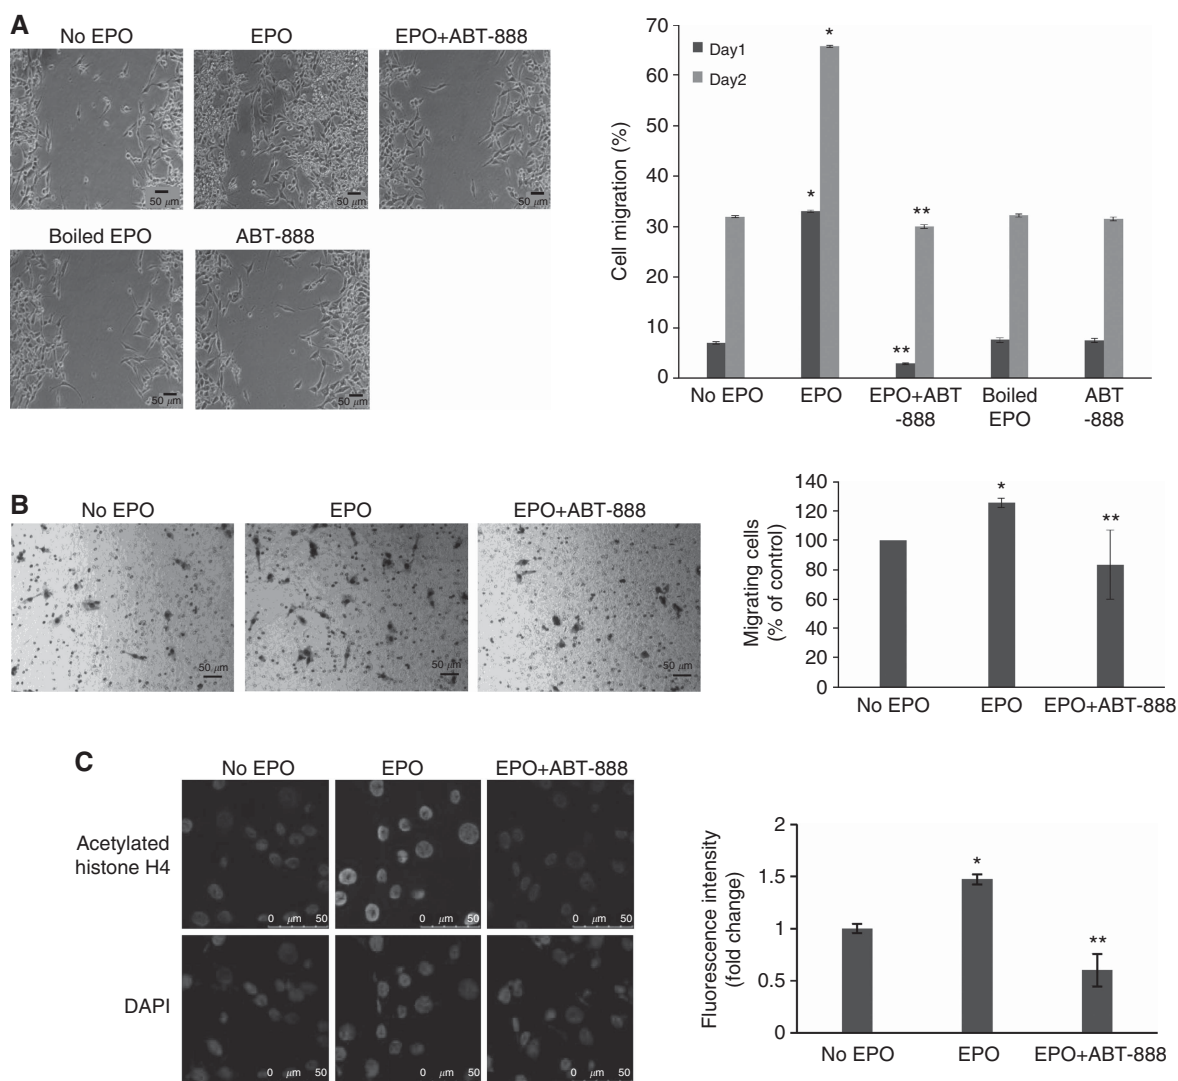 A
No EPO
EPO
EPO+ABT-888
50 µm
50 µm
50 µm
Boiled EPO
ABT-888
50 µm
50 µm
Cell migration (%)
70
60
50
40
30
20
10
0
Day1
Day2
*
*
**
**
No EPO
EPO
EPO+ABT
-888
Boiled
EPO
ABT
-888
B
No EPO
EPO
EPO+ABT-888
50 µm
50 µm
50 µm
Migrating cells
(% of control)
140
120
100
80
60
40
20
0
*
**
No EPO
EPO
EPO+ABT-888
C
No EPO
EPO
EPO+ABT-888
Acetylated
histone H4
0 µm 50
0 µm 50
0 µm 50
DAPI
0 µm 50
0 µm 50
0 µm 50
Fluorescence intensity
(fold change)
2
1.5
1
0.5
0
*
**
No EPO
EPO
EPO+ABT-888